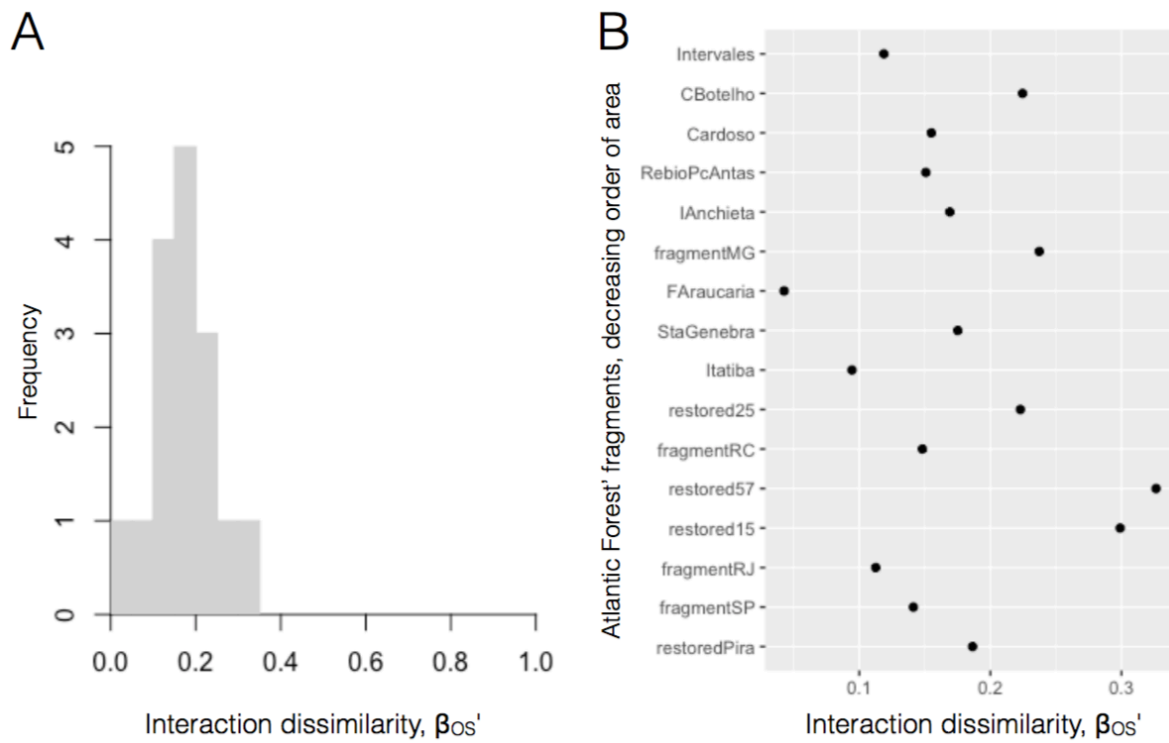 A
Frequency
5
4
3
2
1
0
0.0 0.2 0.4 0.6 0.8 1.0
Interaction dissimilarity, βOS'
B
Atlantic Forest' fragments, decreasing order of area
Intervales
CBotelho
Cardoso
RebioPcAntas
IAnchieta
fragmentMG
FAraucaria
StaGenebra
Itatiba
restored25
fragmentRC
restored57
restored15
fragmentRJ
fragmentSP
restoredPira
0.1 0.2 0.3
Interaction dissimilarity, βOS'